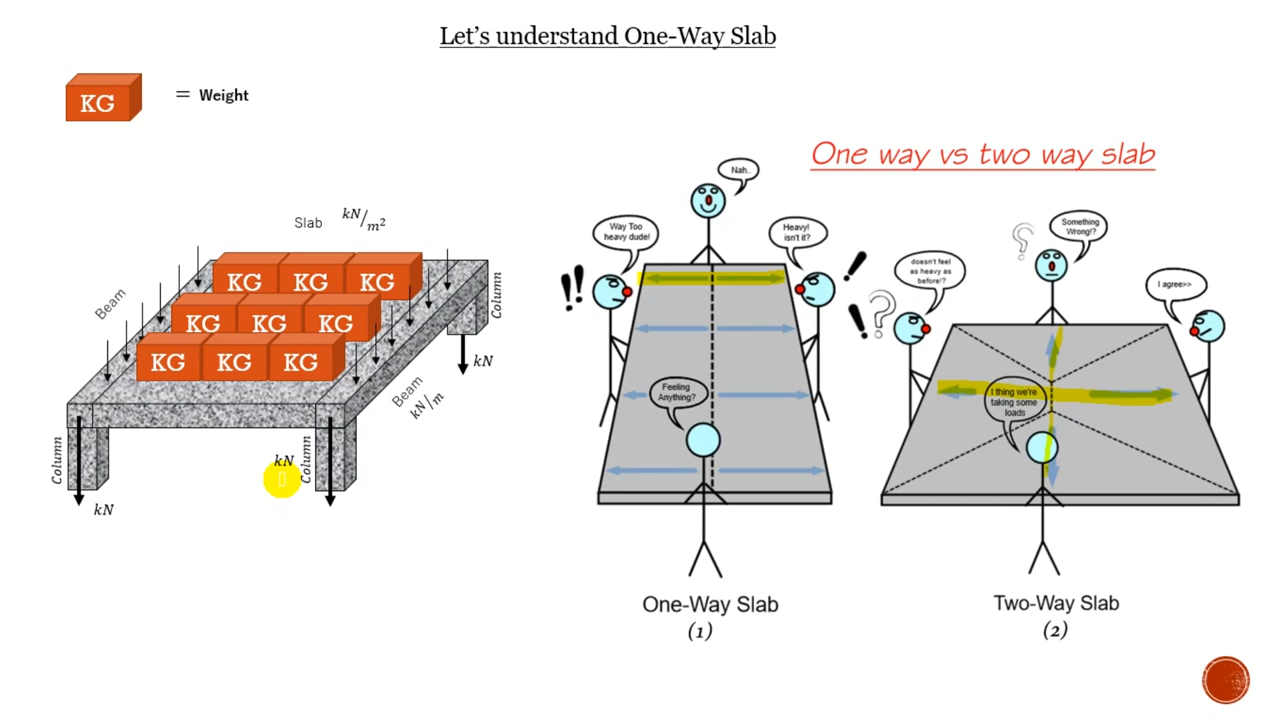 Let's understand One-Way Slab
KG
= Weight
One way vs two way slab
Slab kN/m²
Beam
KG KG KG
KG KG KG
KG KG KG
Column
Beam
kN/m
kN
Column
kN
Column
kN
Nah..
Way Too
heavy dude!
Heavy!
isn't it?
!!
!
!
Feeling
Anything?
One-Way Slab
(1)
?
Something
Wrong!?
?
doesn't feel
as heavy as
before!?
I agree>>
I thing we're
taking some
loads
Two-Way Slab
(2)